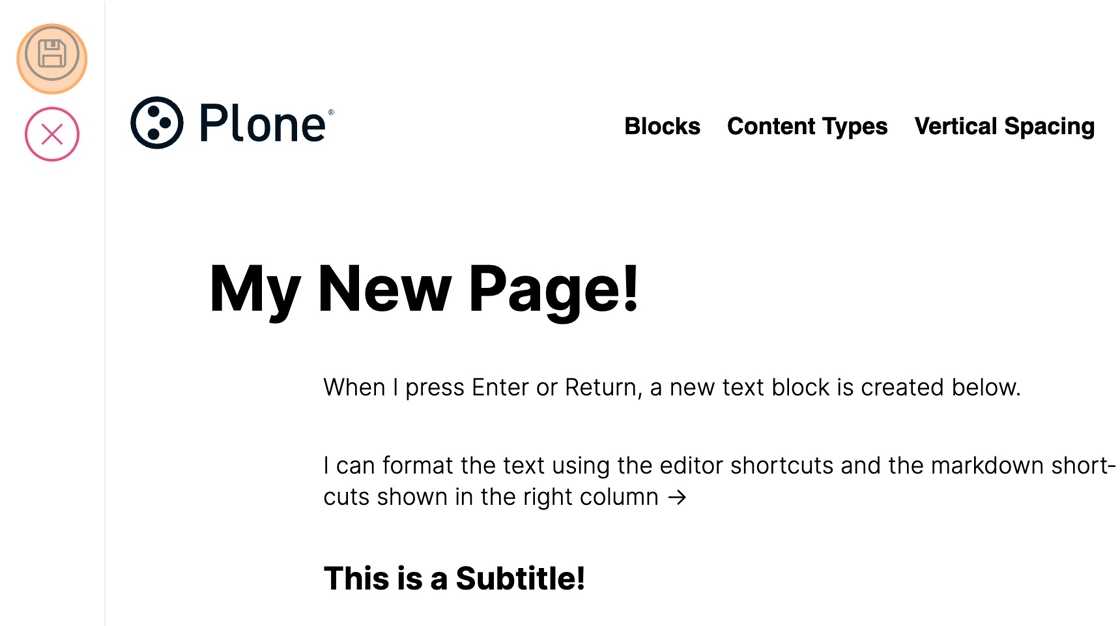 Plone®
Blocks Content Types Vertical Spacing
My New Page!
When I press Enter or Return, a new text block is created below.
I can format the text using the editor shortcuts and the markdown short-
cuts shown in the right column →
This is a Subtitle!